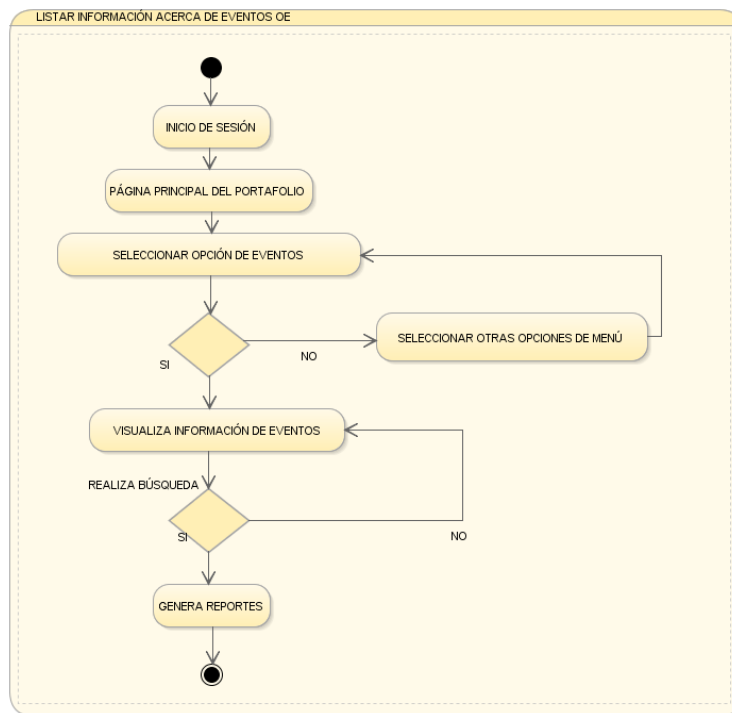 LISTAR INFORMACIÓN ACERCA DE EVENTOS OE
INICIO DE SESIÓN
PÁGINA PRINCIPAL DEL PORTAFOLIO
SELECCIONAR OPCIÓN DE EVENTOS
SELECCIONAR OTRAS OPCIONES DE MENÚ
NO
SI
VISUALIZA INFORMACIÓN DE EVENTOS
REALIZA BÚSQUEDA
SI
NO
GENERA REPORTES